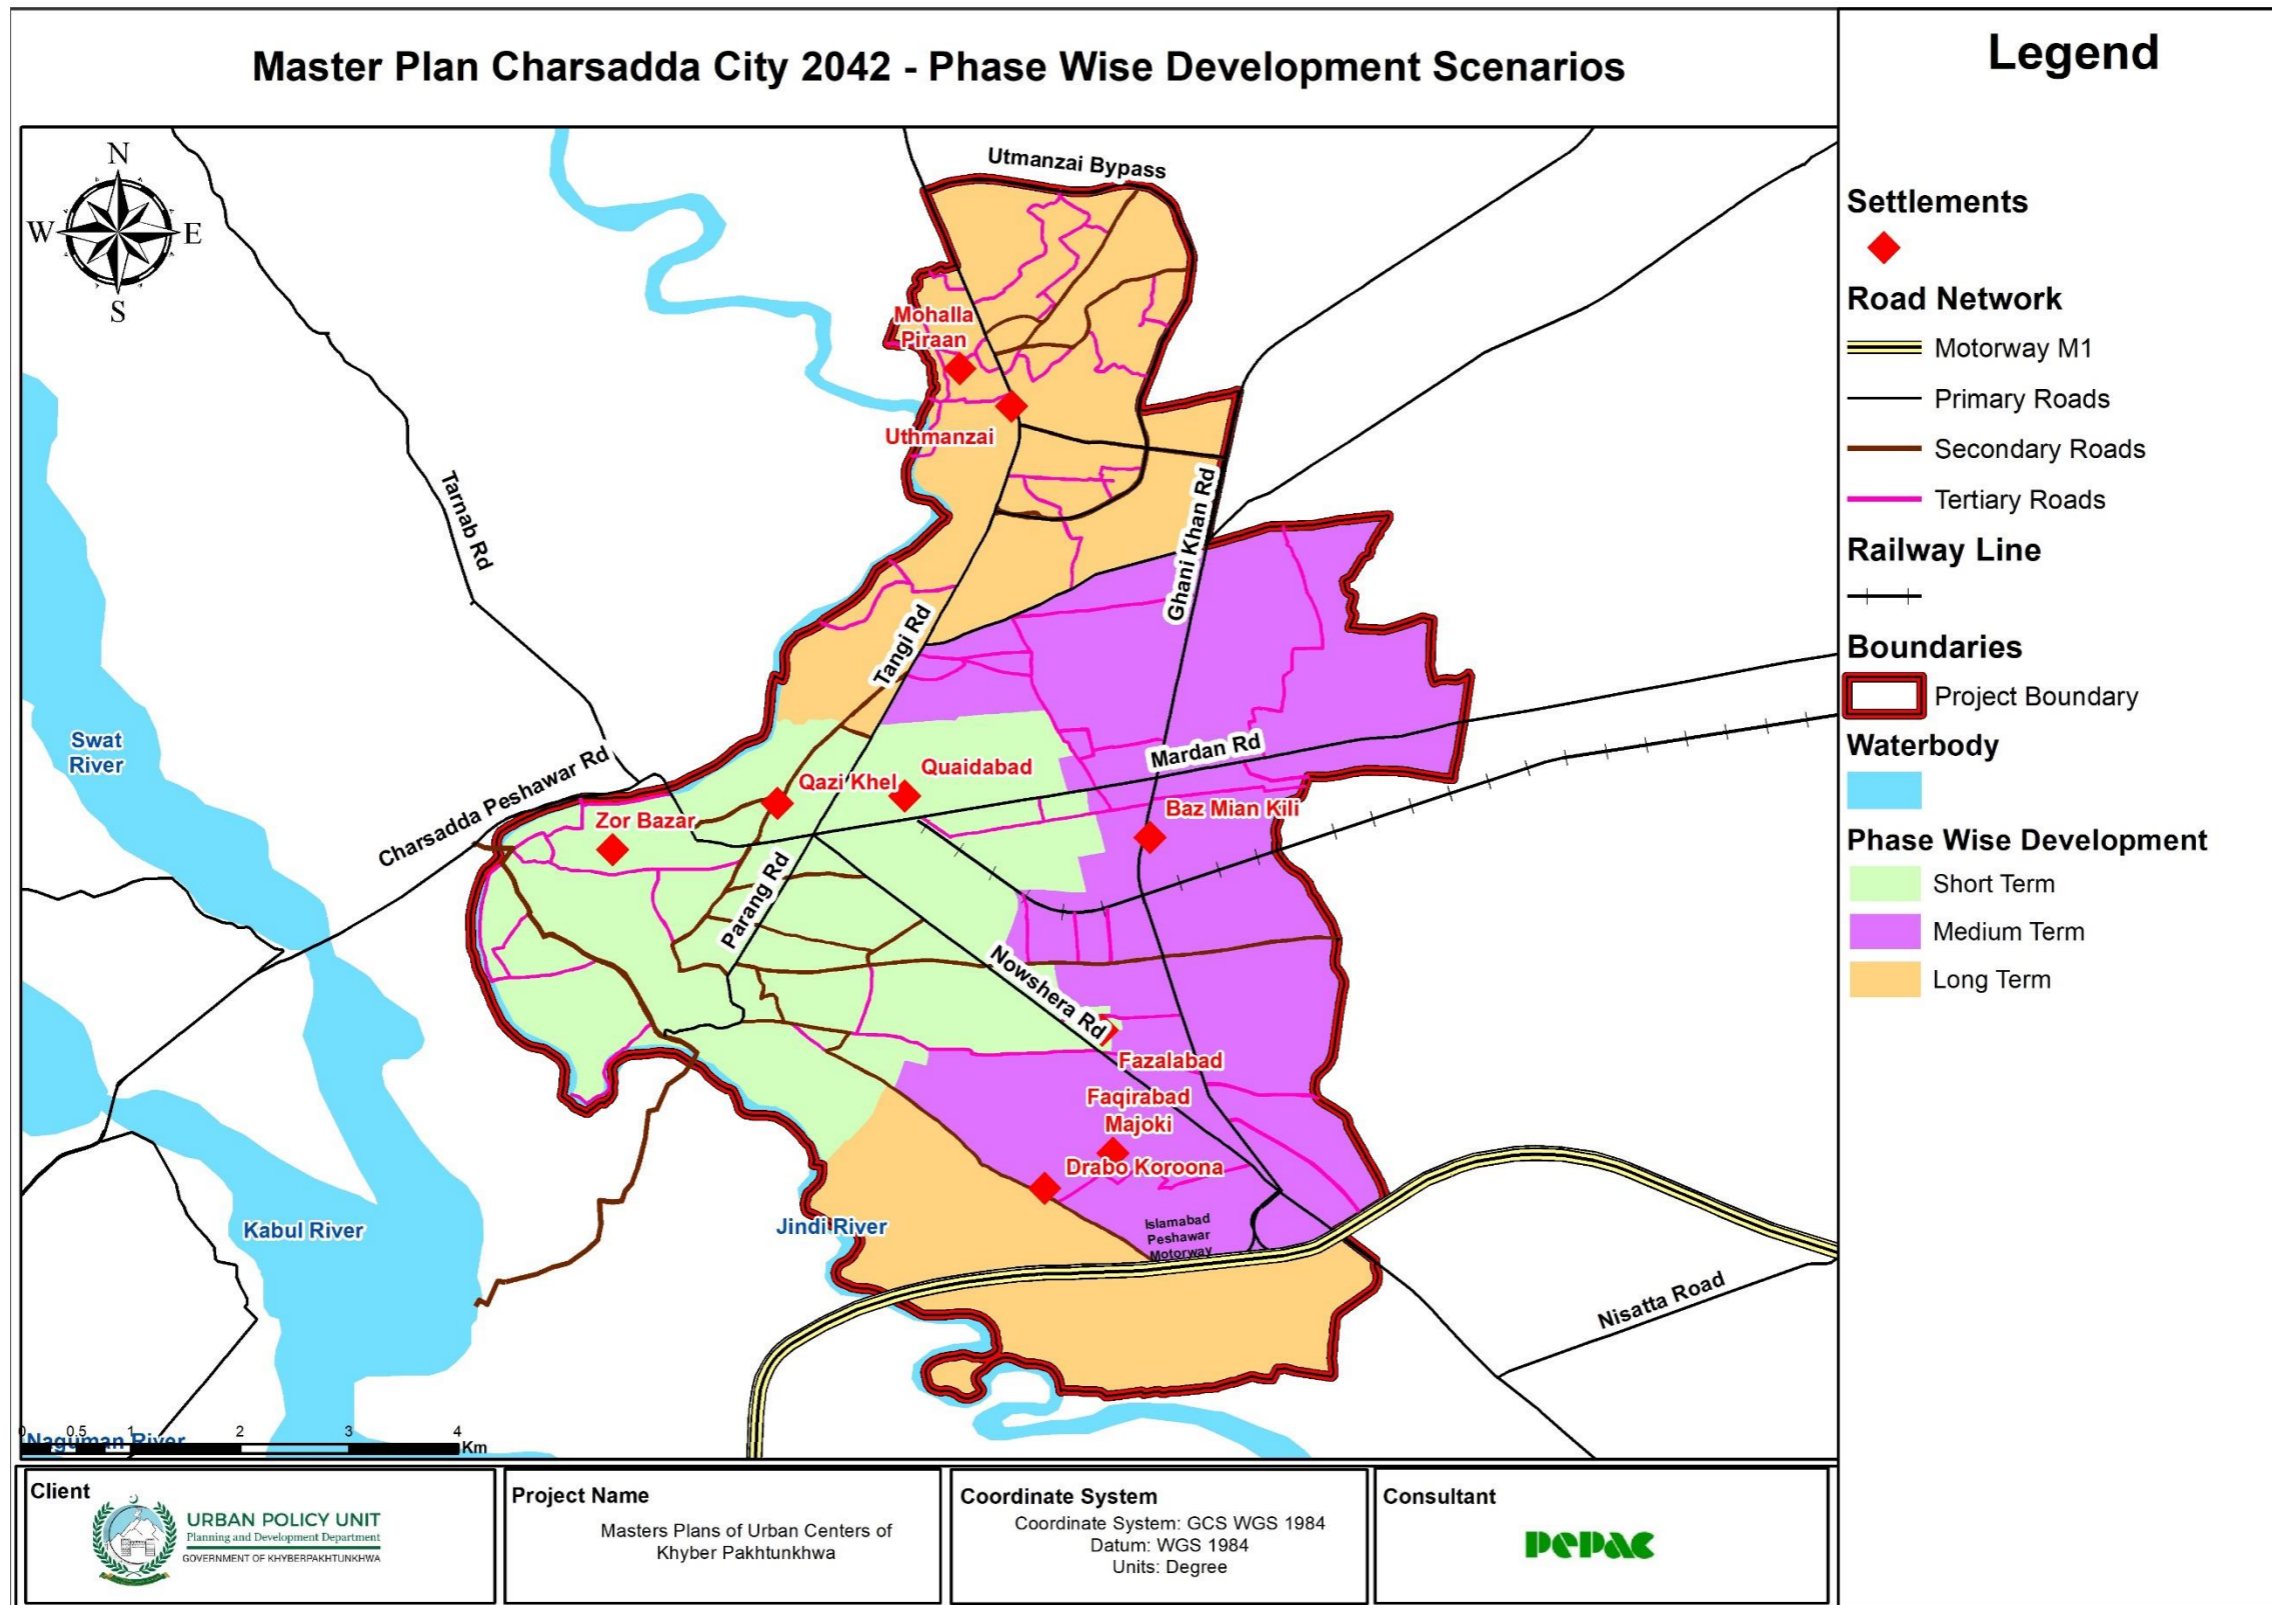 Master Plan Charsadda City 2042 - Phase Wise Development Scenarios
N
W
E
S
Utmanzai Bypass
Mohalla
Piraan
Uthmanzai
Tarnab Rd
Ghani Khan Rd
Tangi Rd
Swat
River
Charsadda Peshawar Rd
Mardan Rd
Qazi Khel
Quaidabad
Zor Bazar
Baz Mian Kili
Parang Rd
Nowshera Rd
Fazalabad
Faqirabad
Majoki
Drabo Koroona
Kabul River
Jindi River
Islamabad
Peshawar
Motorway
Nisatta Road
0 0.5 1 2 3 4
Km
Naguman River
Legend
Settlements
Road Network
Motorway M1
Primary Roads
Secondary Roads
Tertiary Roads
Railway Line
Boundaries
Project Boundary
Waterbody
Phase Wise Development
Short Term
Medium Term
Long Term
Client
URBAN POLICY UNIT
Planning and Development Department
GOVERNMENT OF KHYBERPAKHTUNKHWA
Project Name
Masters Plans of Urban Centers of
Khyber Pakhtunkhwa
Coordinate System
Coordinate System: GCS WGS 1984
Datum: WGS 1984
Units: Degree
Consultant
PEPAC